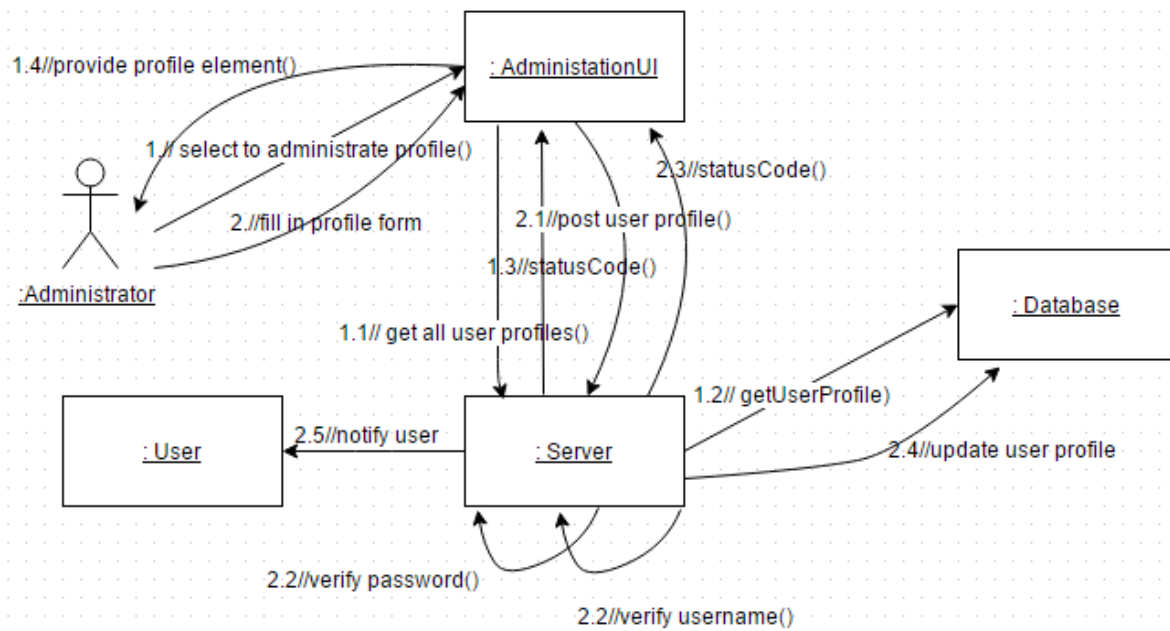 1.4//provide profile element()
: AdministationUI
1.// select to administrate profile()
2.3//statusCode()
2.//fill in profile form
2.1//post user profile()
1.3//statusCode()
:Administrator
: Database
1.1// get all user profiles()
1.2// getUserProfile)
2.5//notify user
: User
: Server
2.4//update user profile
2.2//verify password()
2.2//verify username()